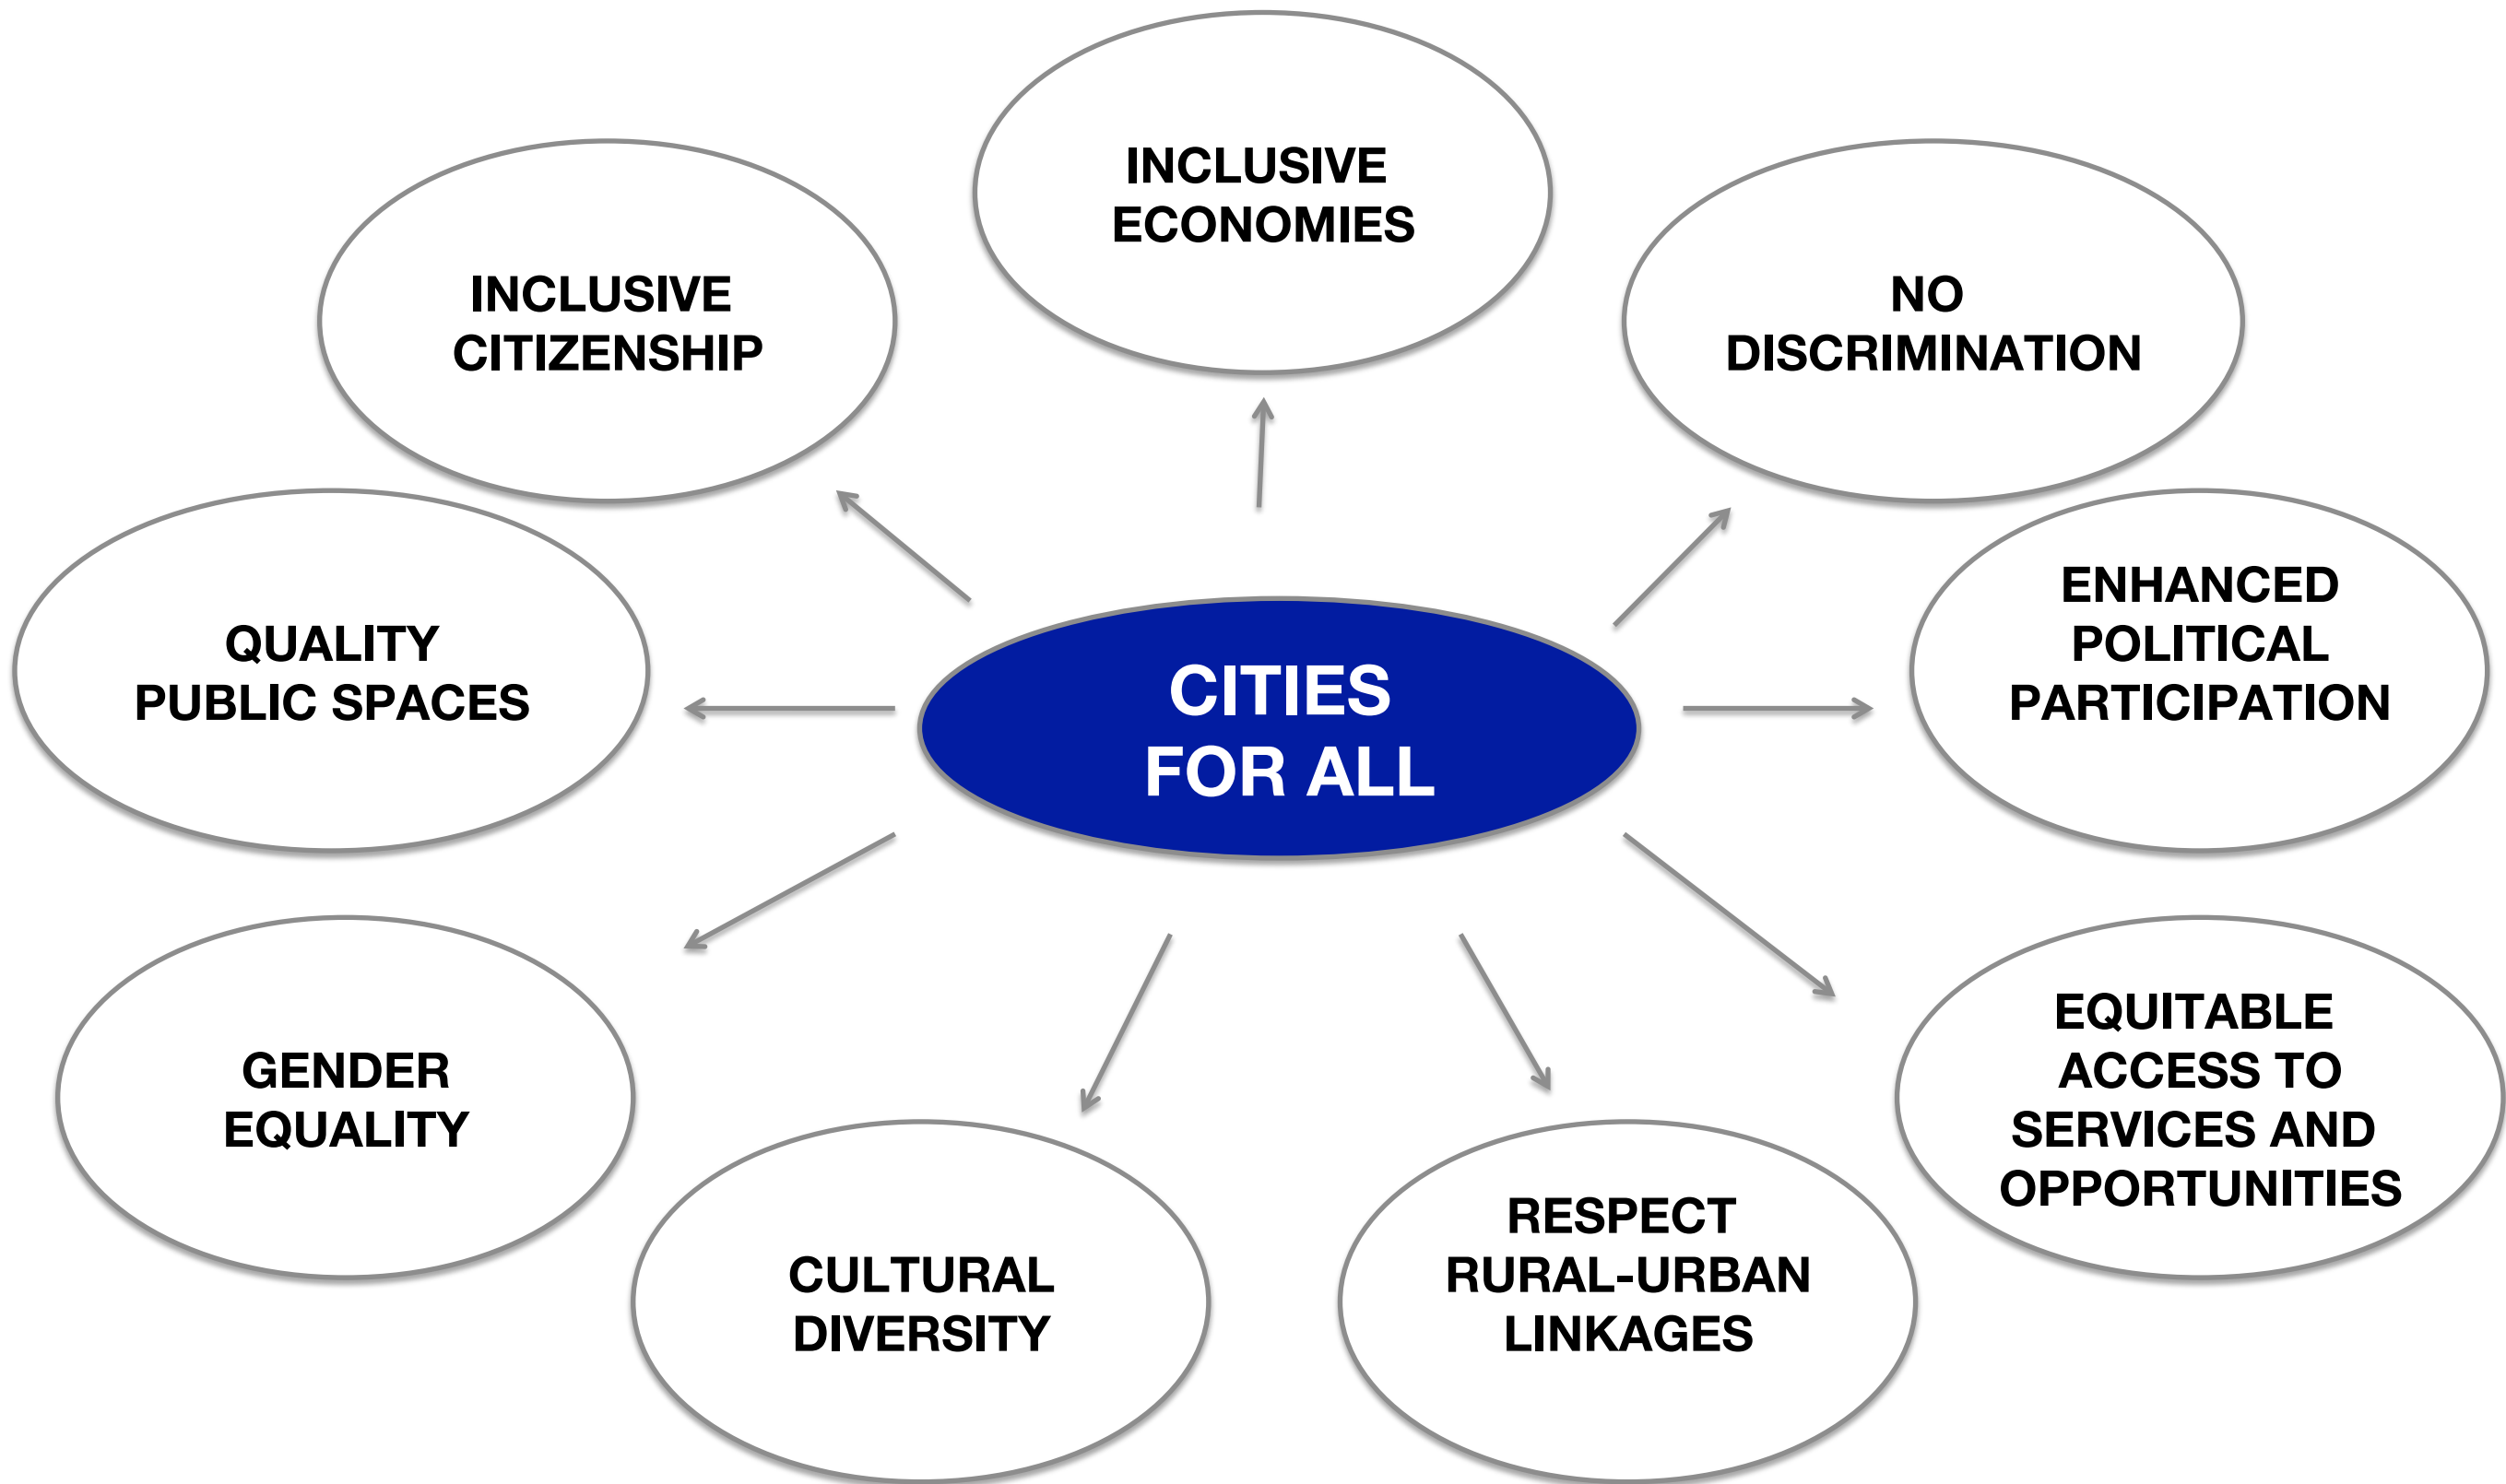 INCLUSIVE
ECONOMIES
INCLUSIVE
CITIZENSHIP
NO
DISCRIMINATION
QUALITY
PUBLIC SPACES
ENHANCED
POLITICAL
PARTICIPATION
CITIES
FOR ALL
GENDER
EQUALITY
EQUITABLE
ACCESS TO
SERVICES AND
OPPORTUNITIES
CULTURAL
DIVERSITY
RESPECT
RURAL-URBAN
LINKAGES